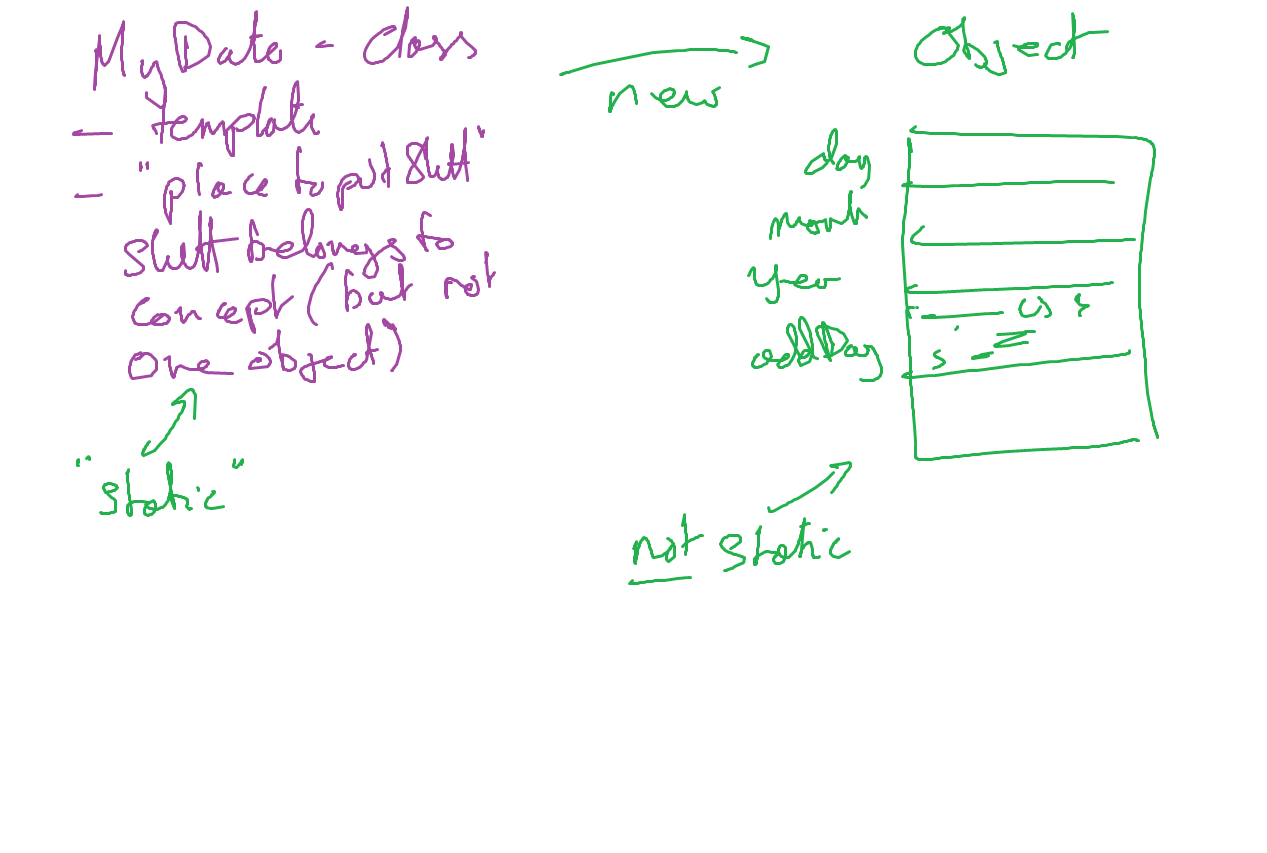 MyDate - Class
- template
- "place to put stuff"
stuff belongs to
concept (but not
one object)
"static"
new
Object
day
month
year
addDay
not static